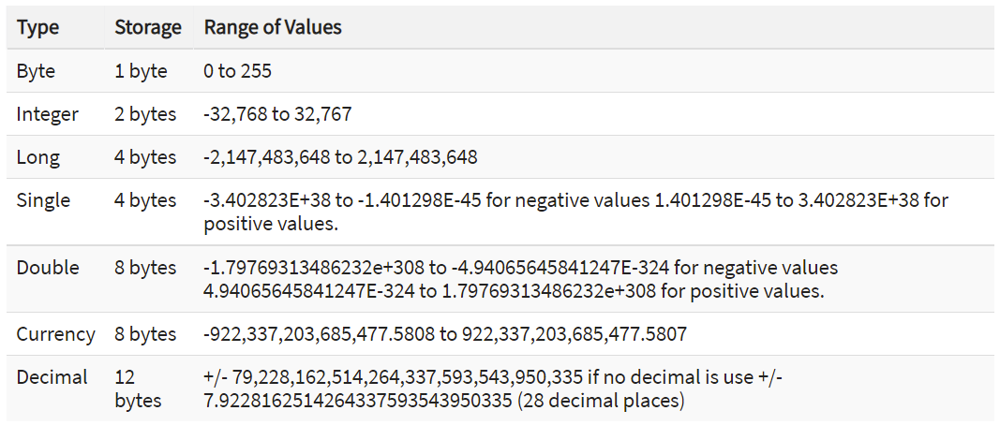 Type Storage Range of Values
Byte 1 byte 0 to 255
Integer 2 bytes -32,768 to 32,767
Long 4 bytes -2,147,483,648 to 2,147,483,648
Single 4 bytes -3.402823E+38 to -1.401298E-45 for negative values 1.401298E-45 to 3.402823E+38 for
positive values.
Double 8 bytes -1.79769313486232e+308 to -4.94065645841247E-324 for negative values
4.94065645841247E-324 to 1.79769313486232e+308 for positive values.
Currency 8 bytes -922,337,203,685,477.5808 to 922,337,203,685,477.5807
Decimal 12 +/- 79,228,162,514,264,337,593,543,950,335 if no decimal is use +/-
bytes 7.9228162514264337593543950335 (28 decimal places)